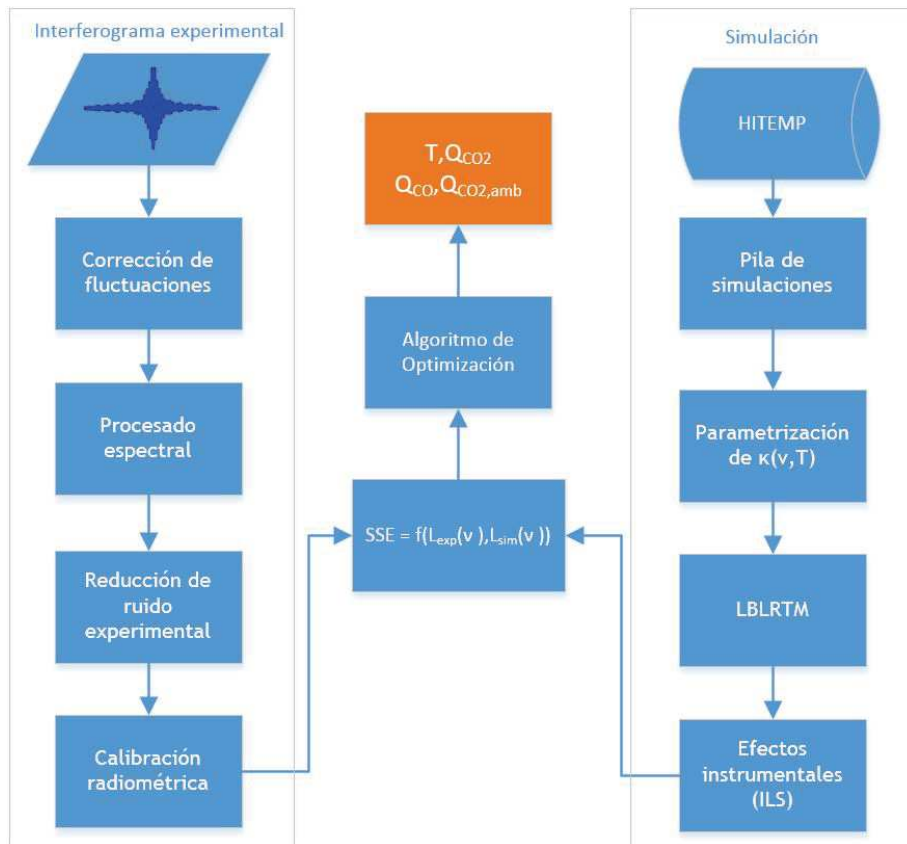 Interferograma experimental
Corrección de
fluctuaciones
Procesado
espectral
Reducción de
ruido
experimental
Calibración
radiométrica
T,QCO2
QCO,QCO2,amb
Algoritmo de
Optimización
SSE = f(Lexp(ν ),Lsim(ν ))
Simulación
HITEMP
Pila de
simulaciones
Parametrización
de κ(ν,T)
LBLRTM
Efectos
instrumentales
(ILS)